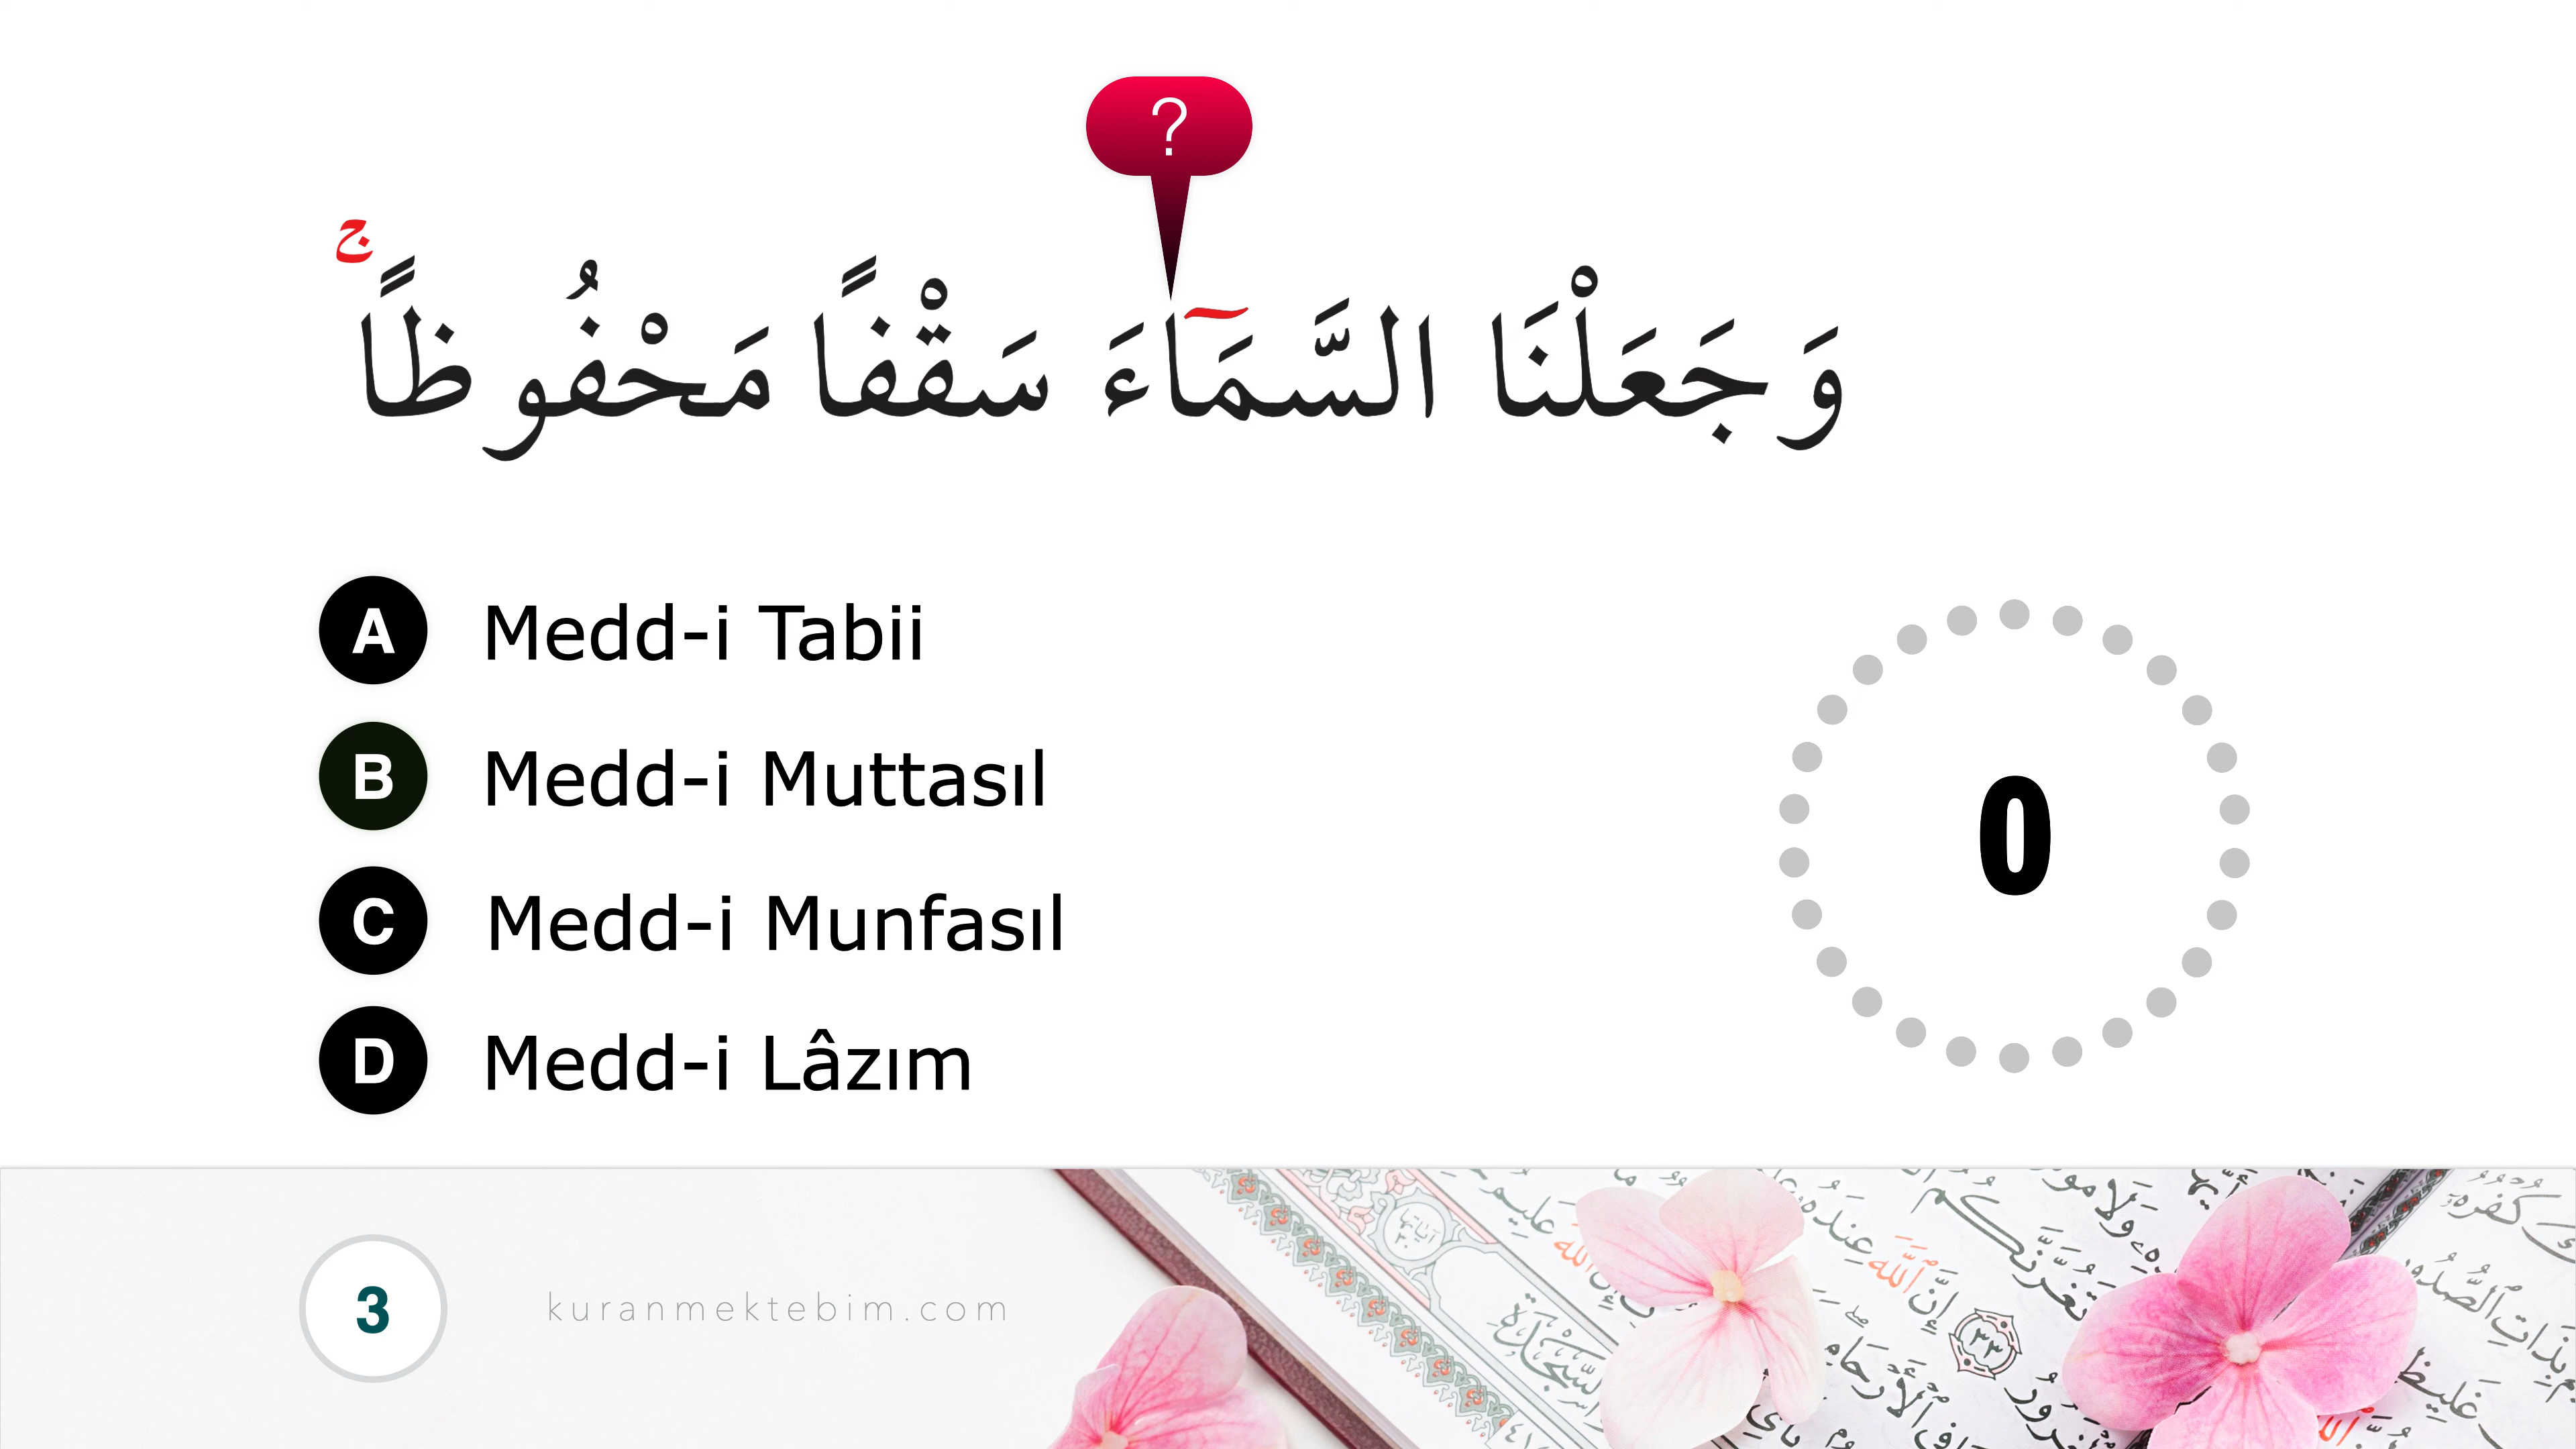 ?
وَجَعَلْنَا السَّمَٓاءَ سَقْفًا مَحْفُوظًاۚ
A Medd-i Tabii
B Medd-i Muttasıl
C Medd-i Munfasıl
D Medd-i Lâzım
0
3
kuranmektebim.com